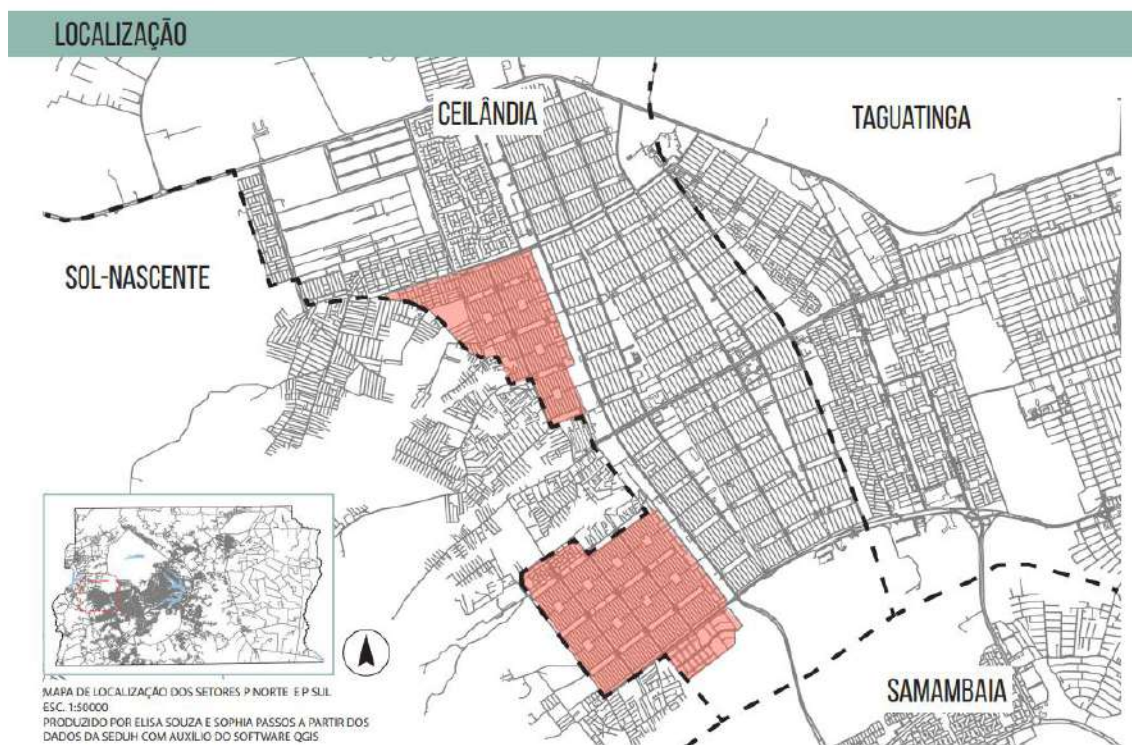 LOCALIZAÇÃO
CEILÂNDIA
TAGUATINGA
SOL-NASCENTE
SAMAMBAIA
MAPA DE LOCALIZAÇÃO DOS SETORES P NORTE E P SUL
ESC. 1:50000
PRODUZIDO POR ELISA SOUZA E SOPHIA PASSOS A PARTIR DOS
DADOS DA SEDUH COM AUXÍLIO DO SOFTWARE QGIS